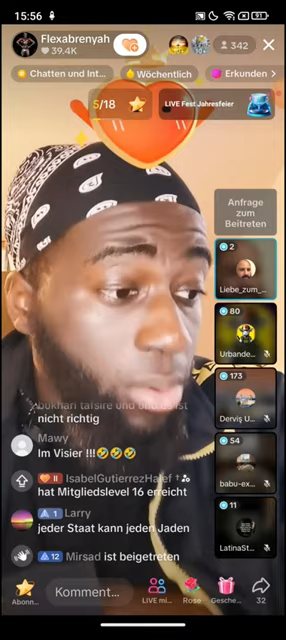 15:56
91
Flexabrenyah
39.4K
342
Chatten und Int...
Wöchentlich
Erkunden
5/18
LIVE Fest Jahresfeier
Anfrage
zum
Beitreten
2
Liebe_zum_...
80
Urbande...
173
Derviş U...
54
babu-ex...
11
LatinaSt...
nicht richtig
Mawy
Im Visier !!!🤣🤣🤣
II IsabelGutierrezHalef
hat Mitgliedslevel 16 erreicht
1 Larry
jeder Staat kann jeden Jaden
12 Mirsad ist beigetreten
Abonn...
Komment...
LIVE mi...
Rose
Gesche...
32